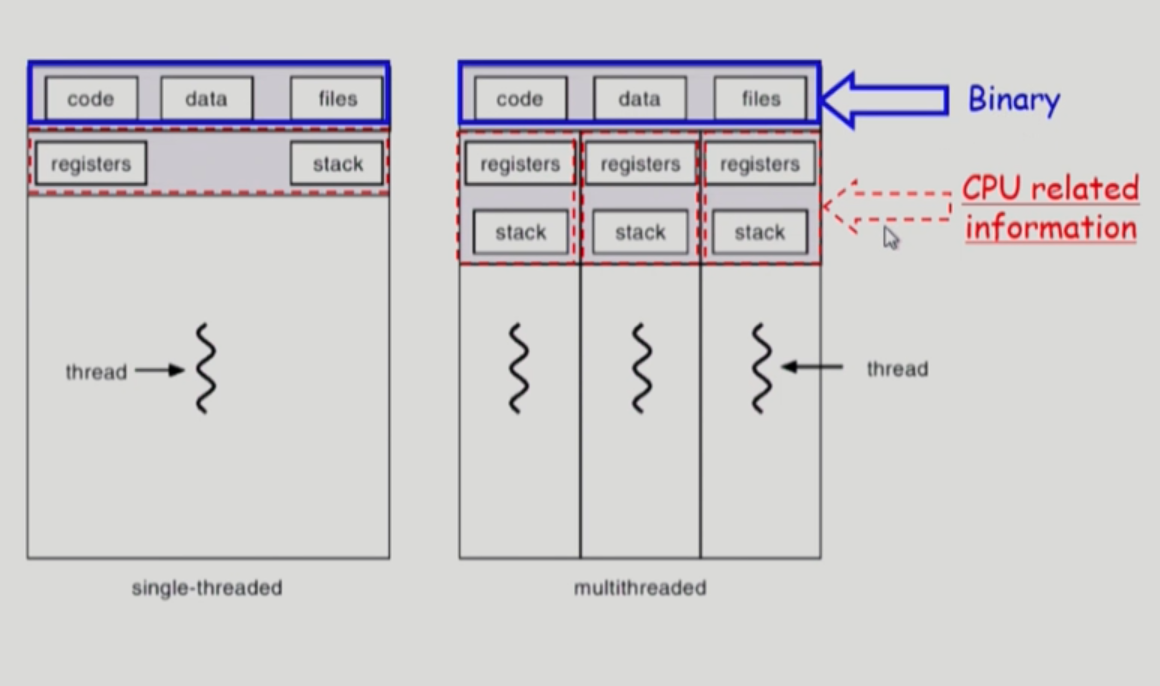 code data files
code data files
Binary
registers stack
registers registers registers
CPU related
information
stack stack stack
thread
thread
single-threaded
multithreaded